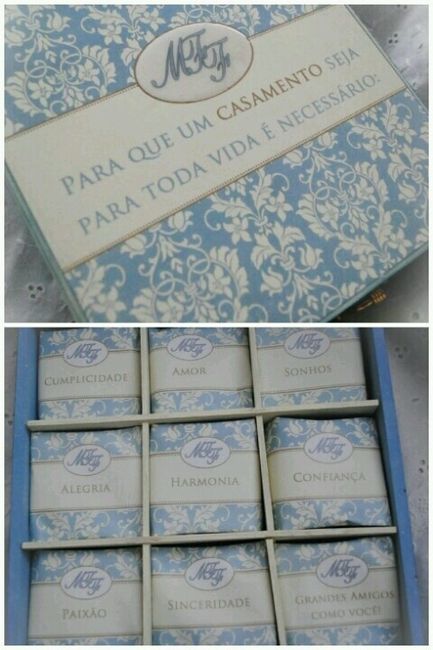 PARA QUE UM CASAMENTO SEJA
PARA TODA VIDA É NECESSÁRIO:
CUMPLICIDADE
AMOR
SONHOS
ALEGRIA
HARMONIA
CONFIANÇA
PAIXÃO
SINCERIDADE
GRANDES AMIGOS
COMO VOCÊ!